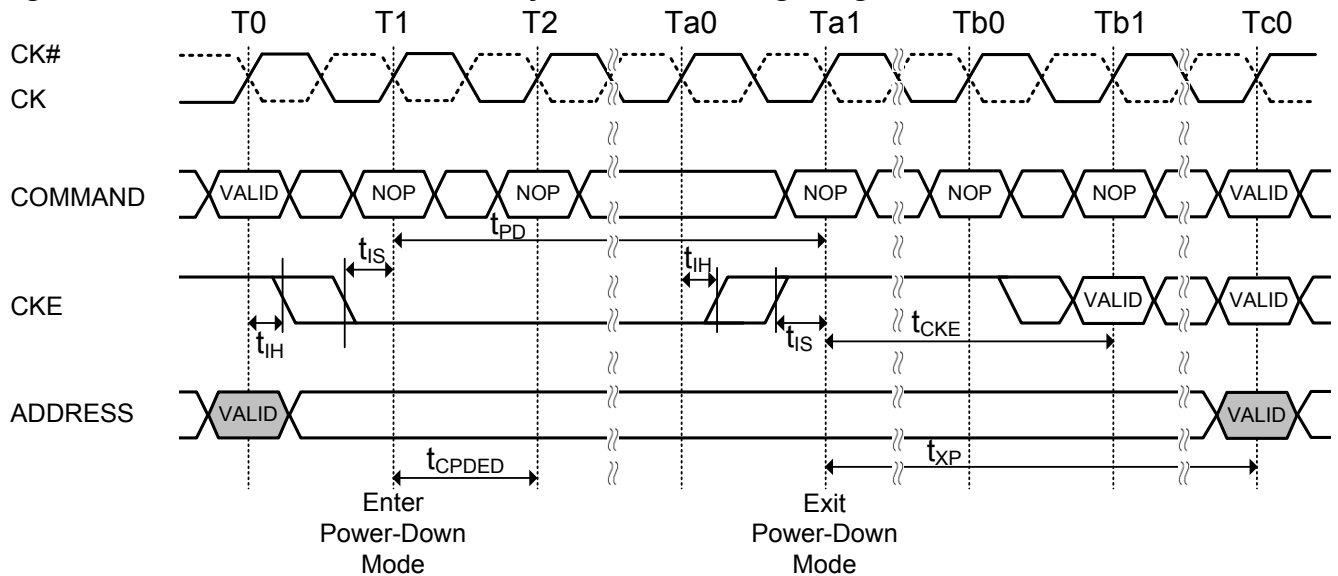 T0 T1 T2 Ta0 Ta1 Tb0 Tb1 Tc0
CK#
CK
COMMAND VALID NOP NOP NOP NOP NOP VALID
tPD
tIS tIH
CKE VALID VALID
tIH tIS tCKE
ADDRESS VALID VALID
tCPDED tXP
Enter
Power-Down
Mode
Exit
Power-Down
Mode